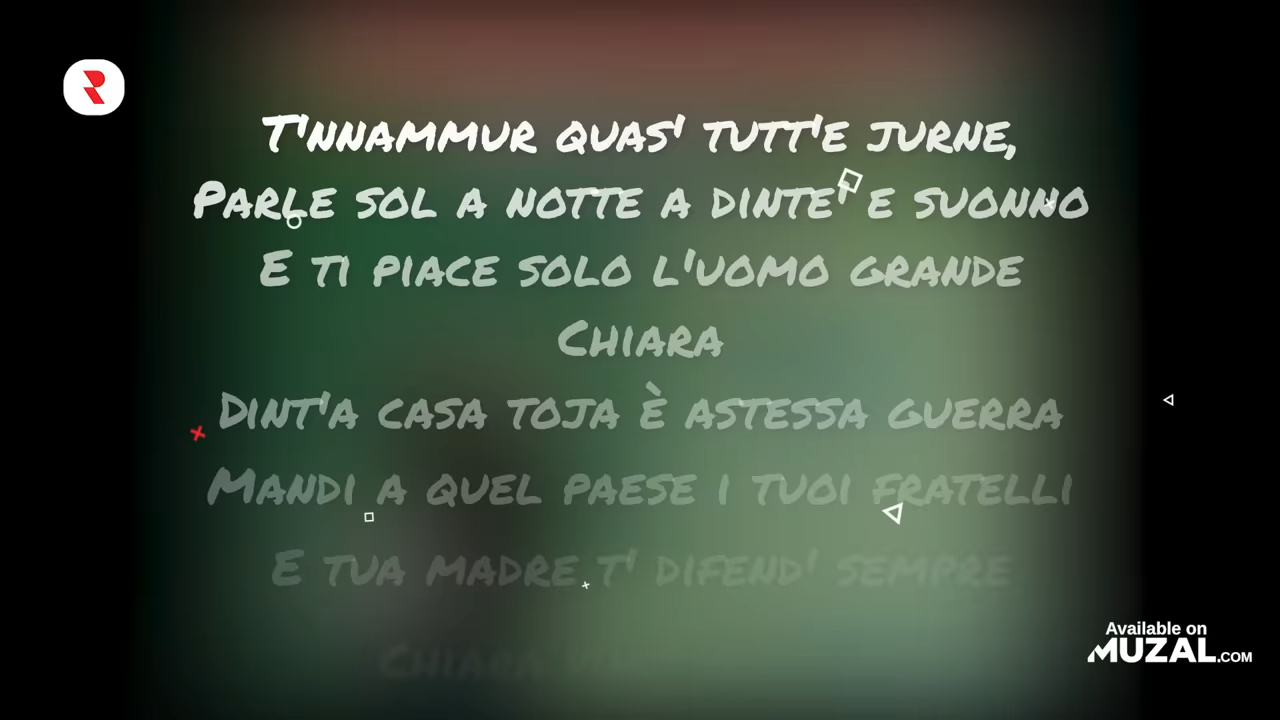 T'nnammur quas' tutt'e jurne,
Parle sol a notte a dinte' e suonno
E ti piace solo l'uomo grande
Chiara
Dint'a casa toja è astessa guerra
Mandi a quel paese i tuoi fratelli
E tua madre t' difend' sempre
Chiara
Available on
MUZAL.COM